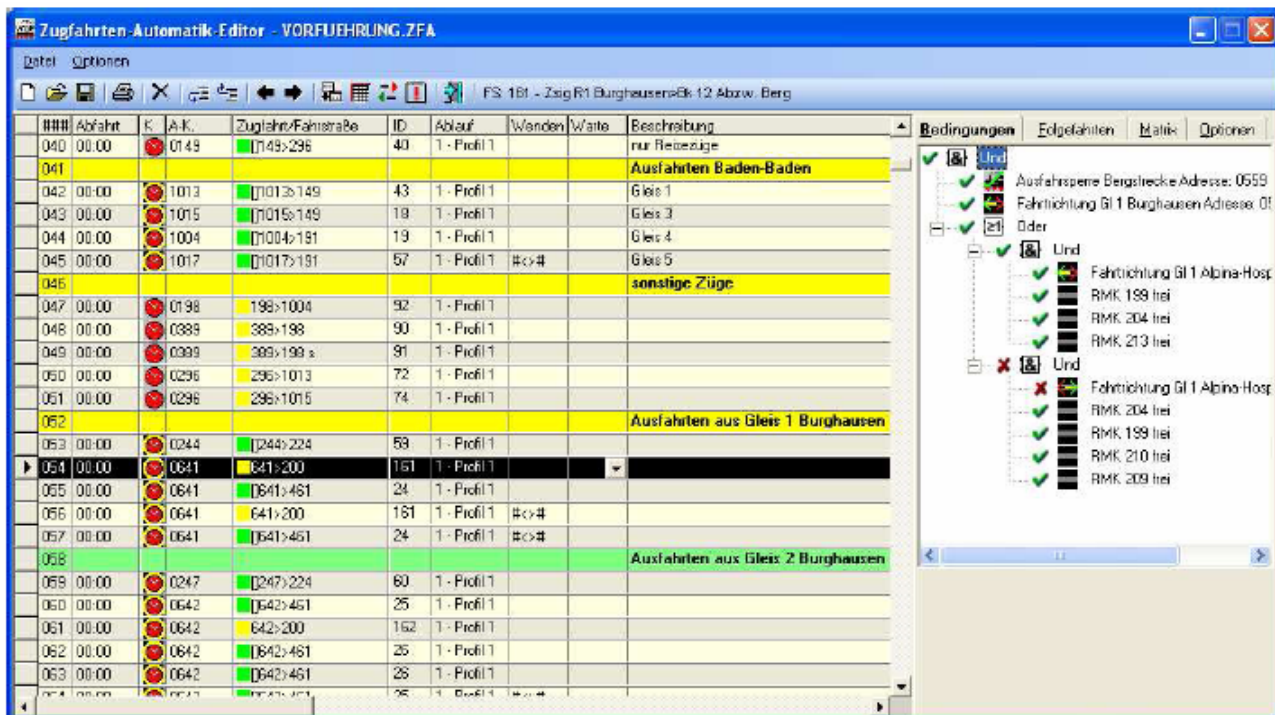 Zugfahrten-Automatik-Editor - VORFUEHRUNG.ZFA
Datei Optionen
FS 161 - Zsig R1 Burghausen>Bk 12 Abzw. Berg
### Abfahrt K A-K. Zugfahrt/Fahrstraße ID Ablauf Wenden Warte Beschreibung
040 00:00 0149 []149>296 40 1 - Profil 1 nur Reisezüge
041 Ausfahrten Baden-Baden
042 00:00 1013 []1013>149 43 1 - Profil 1 Gleis 1
043 00:00 1015 []1015>149 18 1 - Profil 1 Gleis 3
044 00:00 1004 []1004>191 19 1 - Profil 1 Gleis 4
045 00:00 1017 []1017>191 57 1 - Profil 1 #<># Gleis 5
046 sonstige Züge
047 00:00 0198 198>1004 92 1 - Profil 1
048 00:00 0389 389>198 90 1 - Profil 1
049 00:00 0389 389>198 s 91 1 - Profil 1
050 00:00 0296 296>1013 72 1 - Profil 1
051 00:00 0296 296>1015 74 1 - Profil 1
052 Ausfahrten aus Gleis 1 Burghausen
053 00:00 0244 []244>224 59 1 - Profil 1
054 00:00 0641 641>200 161 1 - Profil 1
055 00:00 0641 []641>461 24 1 - Profil 1
056 00:00 0641 641>200 161 1 - Profil 1 #<>#
057 00:00 0641 []641>461 24 1 - Profil 1 #<>#
058 Ausfahrten aus Gleis 2 Burghausen
059 00:00 0247 []247>224 60 1 - Profil 1
060 00:00 0642 []642>461 25 1 - Profil 1
061 00:00 0642 642>200 162 1 - Profil 1
062 00:00 0642 []642>461 25 1 - Profil 1
063 00:00 0642 []642>461 26 1 - Profil 1
Bedingungen Folgefahrten Matrix Optionen
& Und
Ausfahrsperre Bergstrecke Adresse: 0559
Fahrtrichtung Gl 1 Burghausen Adresse: 05
≥1 Oder
& Und
Fahrtrichtung Gl 1 Alpina-Hosp
RMK 199 frei
RMK 204 frei
RMK 213 frei
& Und
Fahrtrichtung Gl 1 Alpina-Hosp
RMK 204 frei
RMK 199 frei
RMK 210 frei
RMK 209 frei